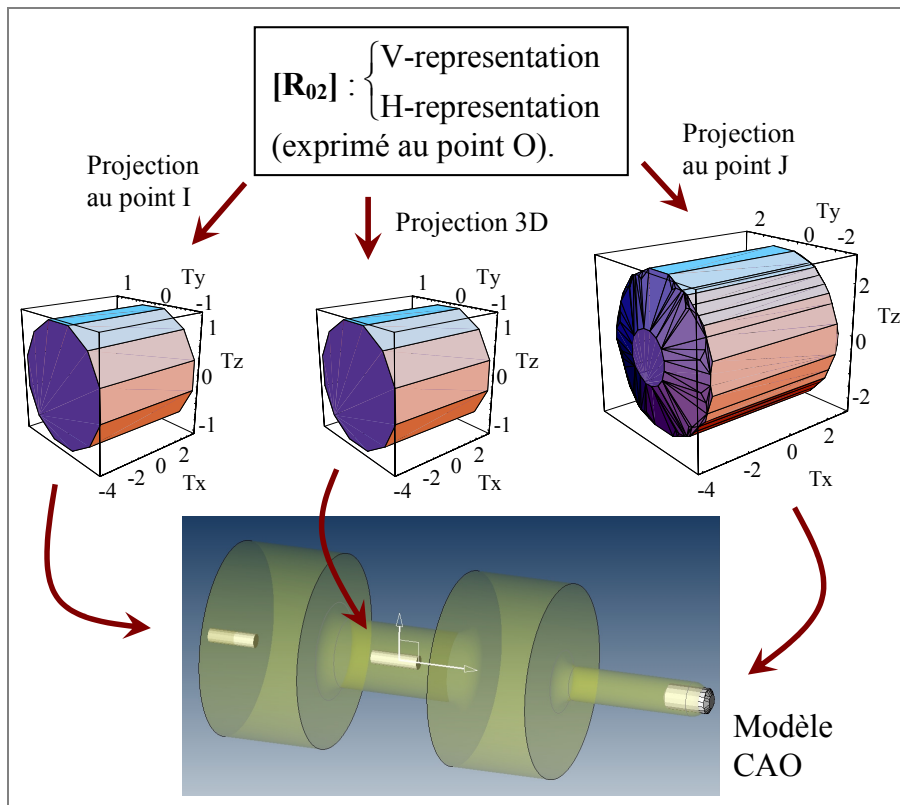 [R02] : { V-representation
H-representation
(exprimé au point O).
Projection
au point I
Projection 3D
Projection
au point J
1
Ty
0
-1
1
Tz
0
-1
2
0
Tx
-2
-4
1
Ty
0
-1
1
Tz
0
-1
2
0
Tx
-2
-4
2
Ty
0
-2
2
Tz
0
-2
2
0
Tx
-2
-4
Modèle
CAO